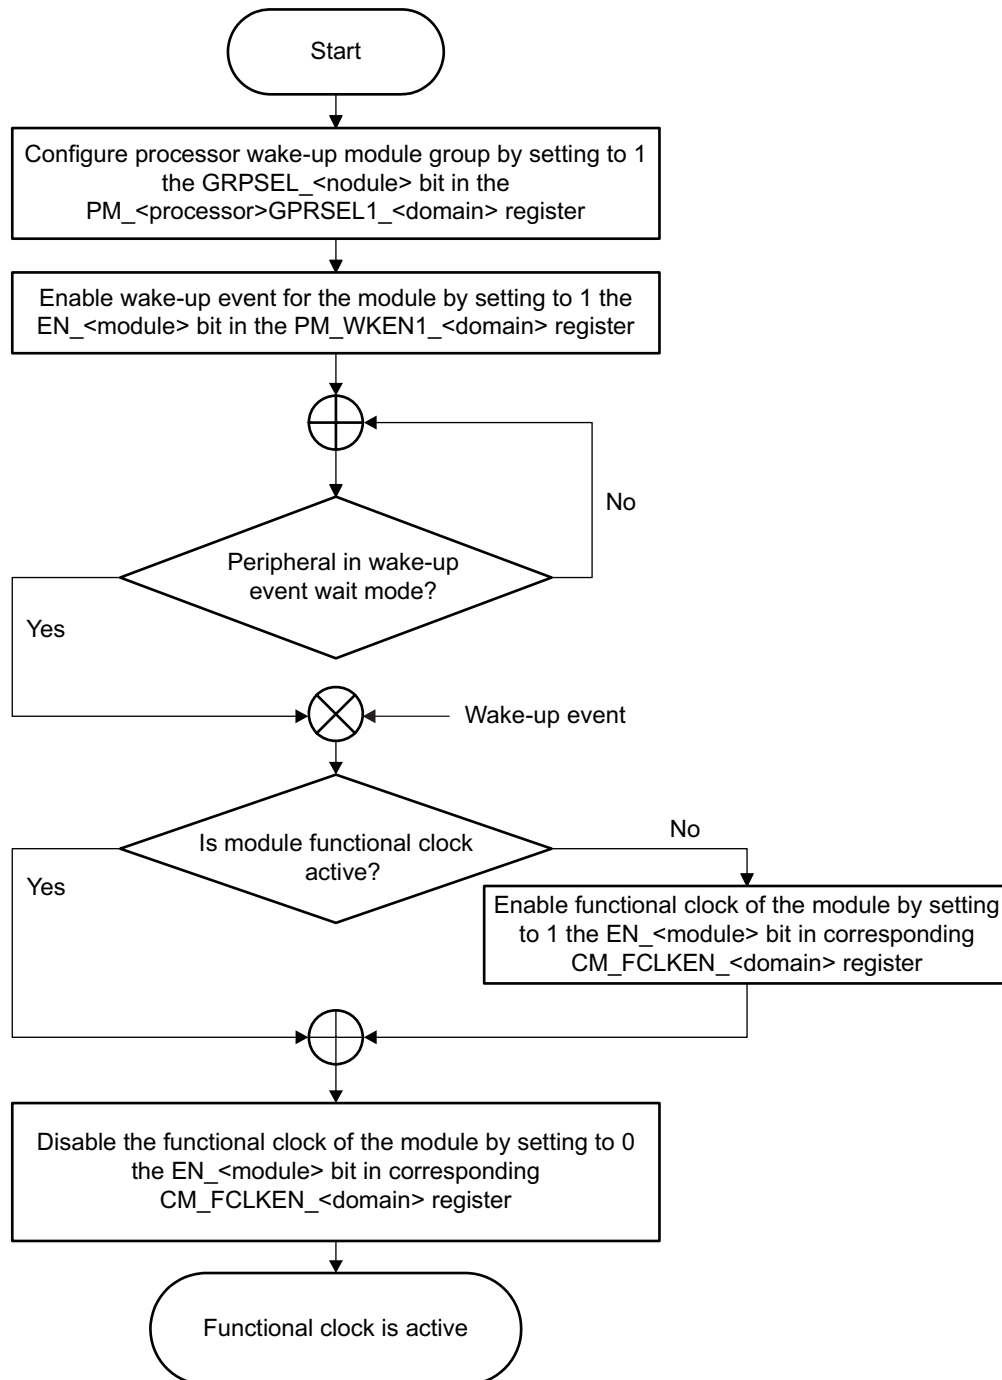 Start
Configure processor wake-up module group by setting to 1
the GRPSEL_<nodule> bit in the
PM_<processor>GPRSEL1_<domain> register
Enable wake-up event for the module by setting to 1 the
EN_<module> bit in the PM_WKEN1_<domain> register
No
Peripheral in wake-up
event wait mode?
Yes
Wake-up event
No
Is module functional clock
active?
Yes
Enable functional clock of the module by setting
to 1 the EN_<module> bit in corresponding
CM_FCLKEN_<domain> register
Disable the functional clock of the module by setting to 0
the EN_<module> bit in corresponding
CM_FCLKEN_<domain> register
Functional clock is active